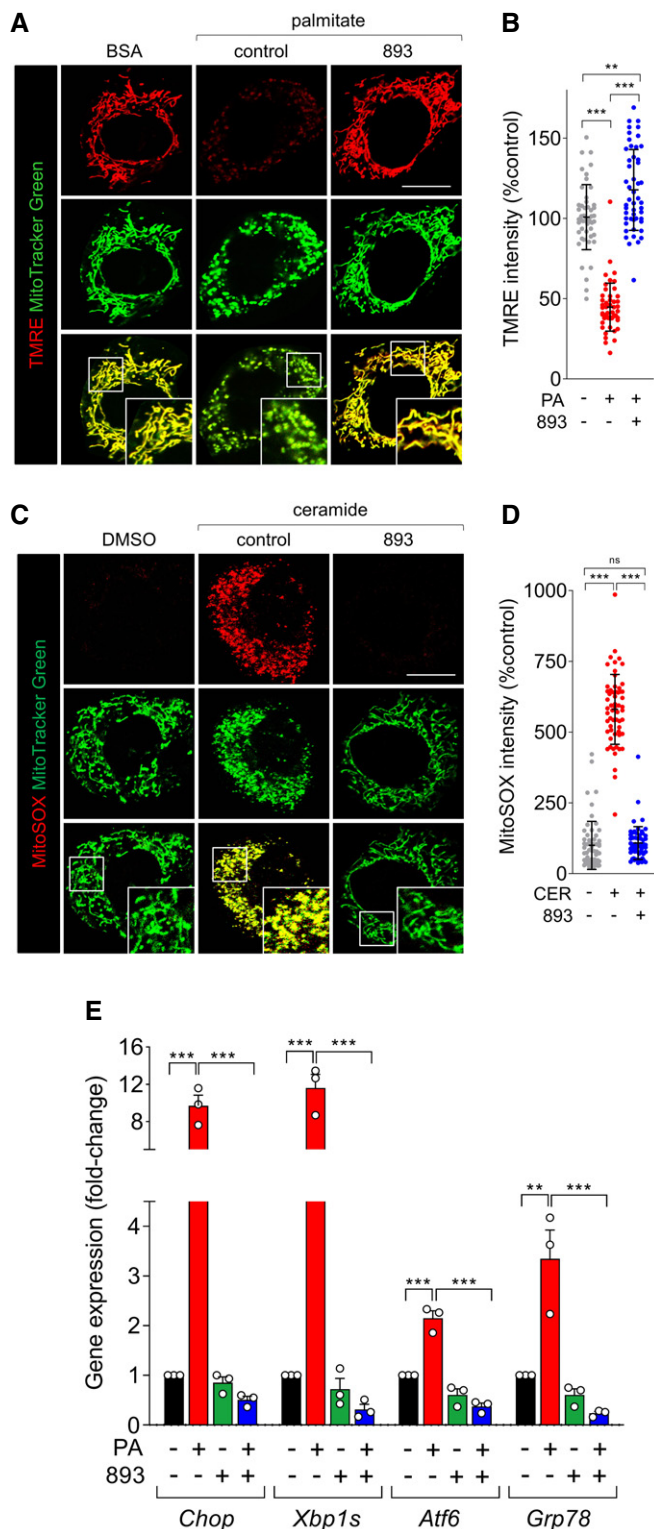 A
palmitate
BSA control 893
TMRE MitoTracker Green
B
**
*** ***
TMRE intensity (%control)
150
100
50
0
PA - + +
893 - - +
C
ceramide
DMSO control 893
MitoSOX MitoTracker Green
D
ns
*** ***
MitoSOX intensity (%control)
1000
750
500
250
0
CER - + +
893 - - +
E
Gene expression (fold-change)
16
12
8
4
2
1
0
*** ***
*** ***
*** ***
** ***
PA - + - + - + - + - + - + - + - +
893 - - + + - - + + - - + + - - + +
Chop Xbp1s Atf6 Grp78